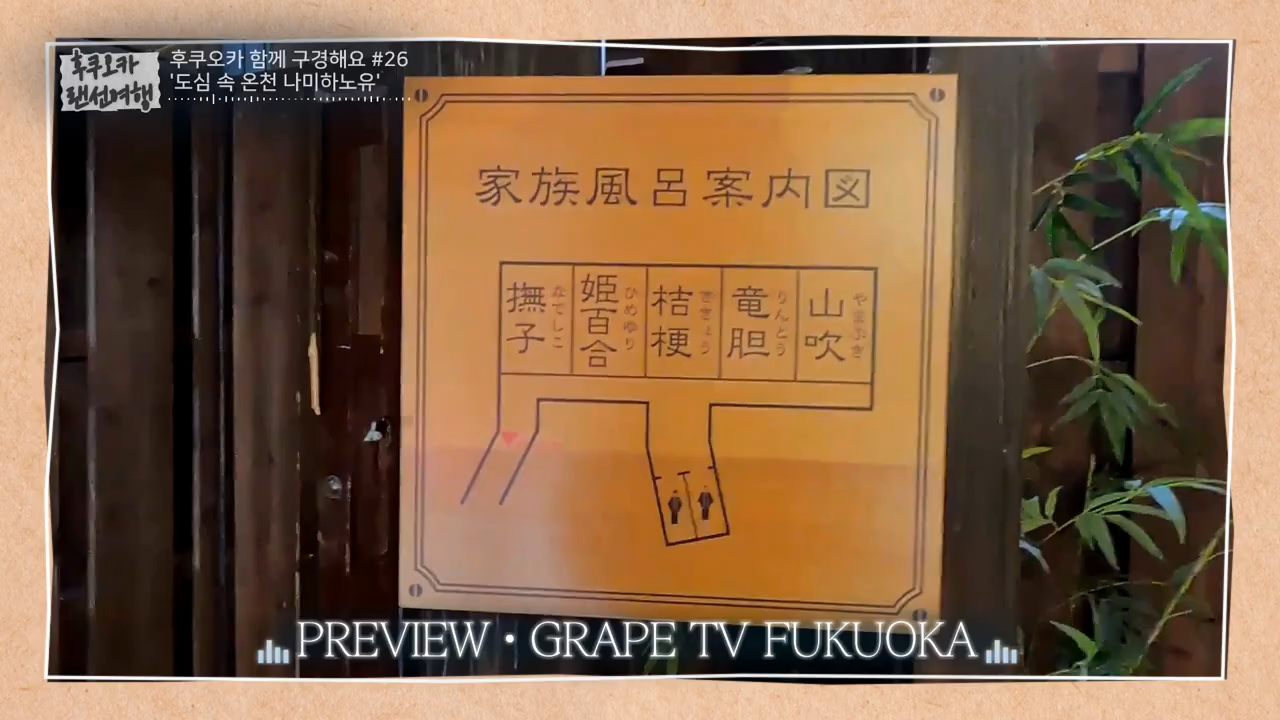 후쿠오카
랜선여행
후쿠오카 함께 구경해요 #26
'도심 속 온천 나미하노유'
家族風呂案内図
撫子 なでしこ
姫百合 ひめゆり
桔梗 ききょう
竜胆 りんどう
山吹 やまぶき
PREVIEW • GRAPE TV FUKUOKA